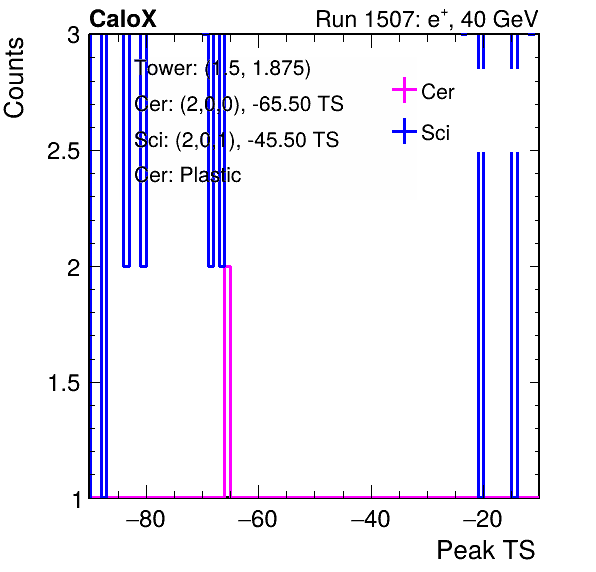 CaloX Run 1507: e⁺, 40 GeV
Counts
3
2.5
2
1.5
1
Tower: (1.5, 1.875)
Cer: (2,0,0), -65.50 TS
Sci: (2,0,1), -45.50 TS
Cer: Plastic
Cer
Sci
−80 −60 −40 −20
Peak TS